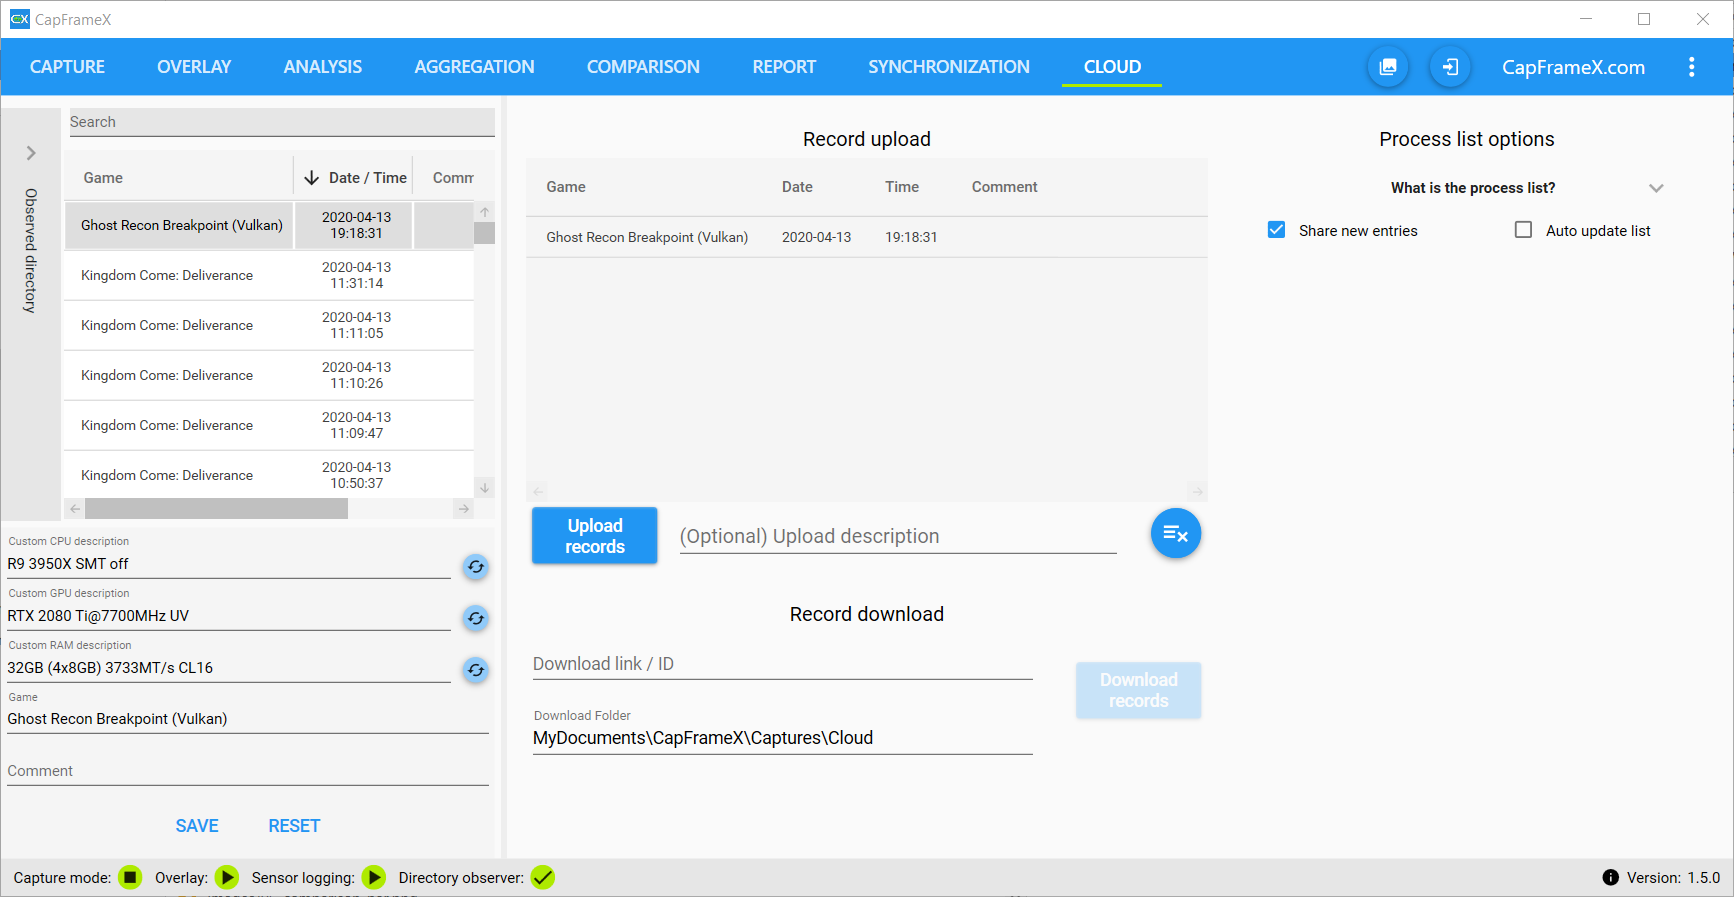 CX CapFrameX
CAPTURE OVERLAY ANALYSIS AGGREGATION COMPARISON REPORT SYNCHRONIZATION CLOUD CapFrameX.com
Search
Observed directory
Game Date / Time Comm
Ghost Recon Breakpoint (Vulkan) 2020-04-13
19:18:31
Kingdom Come: Deliverance 2020-04-13
11:31:14
Kingdom Come: Deliverance 2020-04-13
11:11:05
Kingdom Come: Deliverance 2020-04-13
11:10:26
Kingdom Come: Deliverance 2020-04-13
11:09:47
Kingdom Come: Deliverance 2020-04-13
10:50:37
Custom CPU description
R9 3950X SMT off
Custom GPU description
RTX 2080 Ti@7700MHz UV
Custom RAM description
32GB (4x8GB) 3733MT/s CL16
Game
Ghost Recon Breakpoint (Vulkan)
Comment
SAVE RESET
Record upload
Game Date Time Comment
Ghost Recon Breakpoint (Vulkan) 2020-04-13 19:18:31
Upload
records
(Optional) Upload description
Record download
Download link / ID
Download
records
Download Folder
MyDocuments\CapFrameX\Captures\Cloud
Process list options
What is the process list?
Share new entries Auto update list
Capture mode: Overlay: Sensor logging: Directory observer: Version: 1.5.0